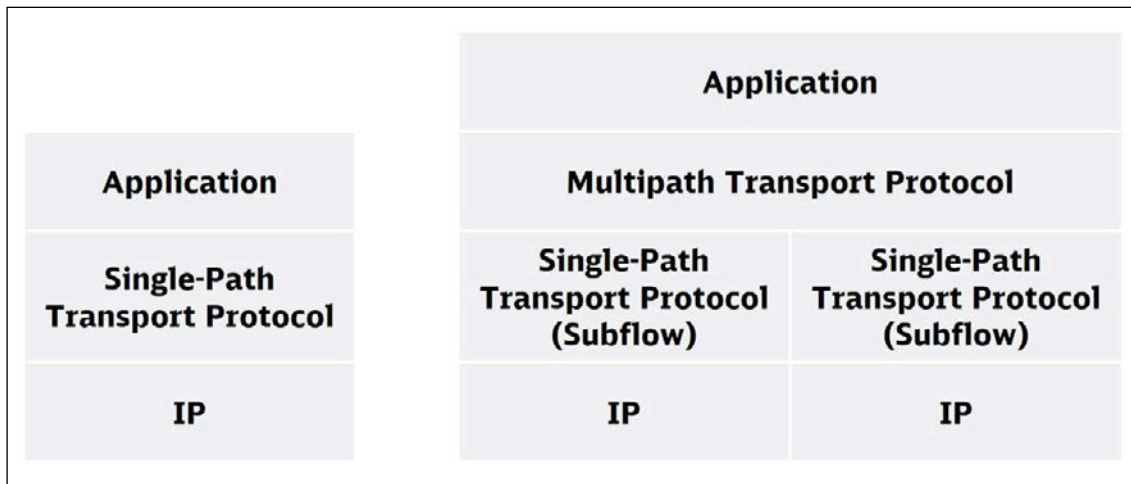 Application
Single-Path
Transport Protocol
IP
Application
Multipath Transport Protocol
Single-Path
Transport Protocol
(Subflow)
Single-Path
Transport Protocol
(Subflow)
IP
IP